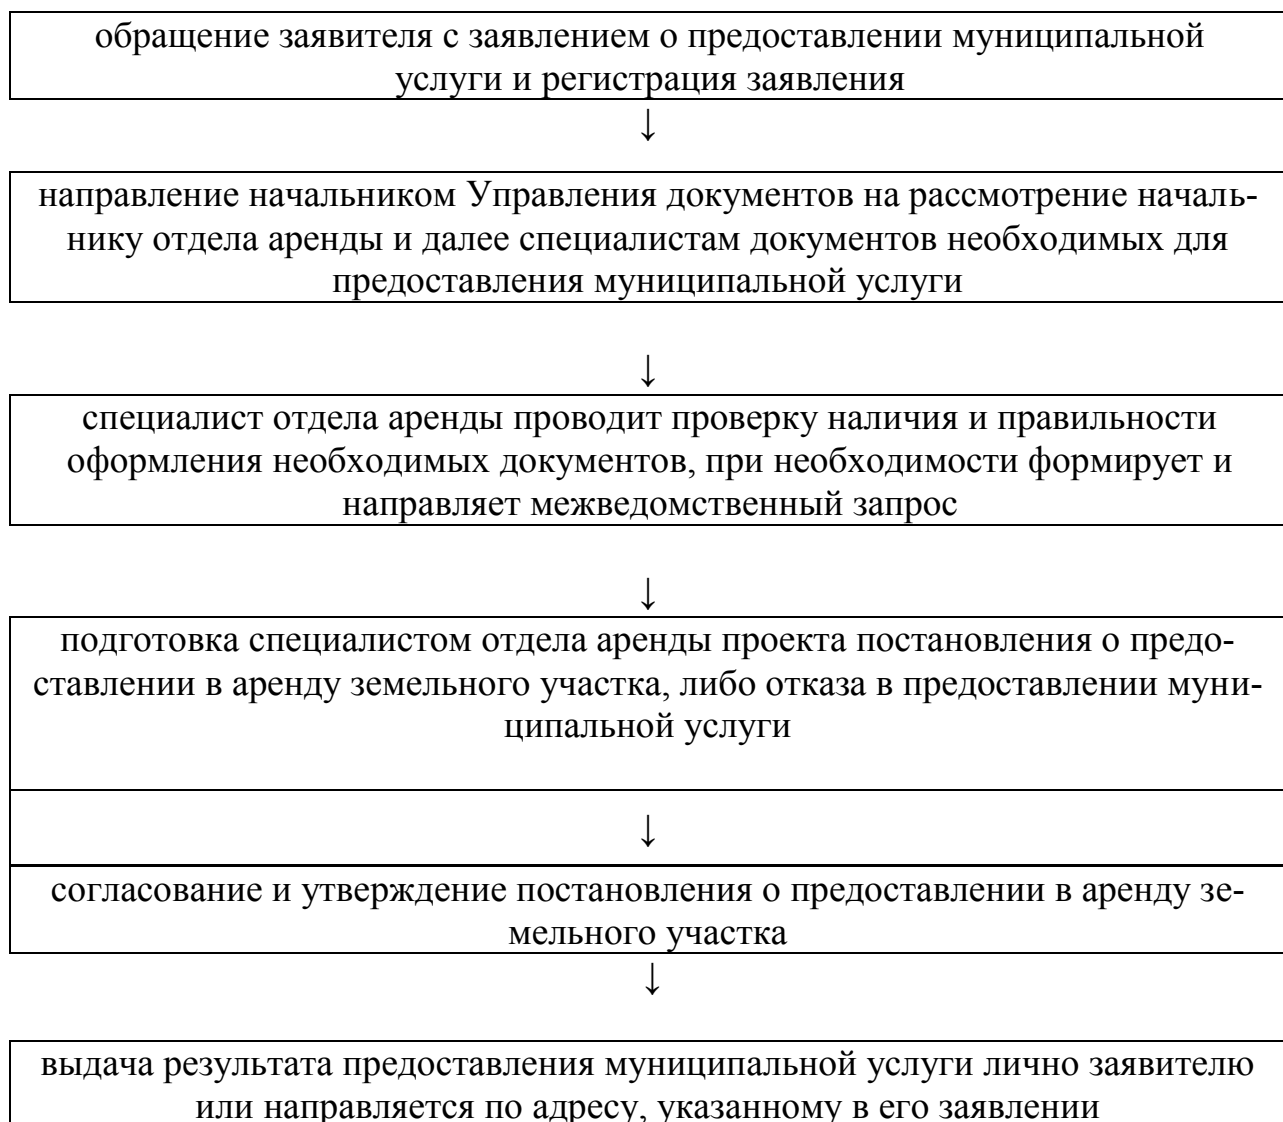 обращение заявителя с заявлением о предоставлении муниципальной
услуги и регистрация заявления
↓
направление начальником Управления документов на рассмотрение началь-
нику отдела аренды и далее специалистам документов необходимых для
предоставления муниципальной услуги
↓
специалист отдела аренды проводит проверку наличия и правильности
оформления необходимых документов, при необходимости формирует и
направляет межведомственный запрос
↓
подготовка специалистом отдела аренды проекта постановления о предо-
ставлении в аренду земельного участка, либо отказа в предоставлении муни-
ципальной услуги
↓
согласование и утверждение постановления о предоставлении в аренду зе-
мельного участка
↓
выдача результата предоставления муниципальной услуги лично заявителю
или направляется по адресу, указанному в его заявлении